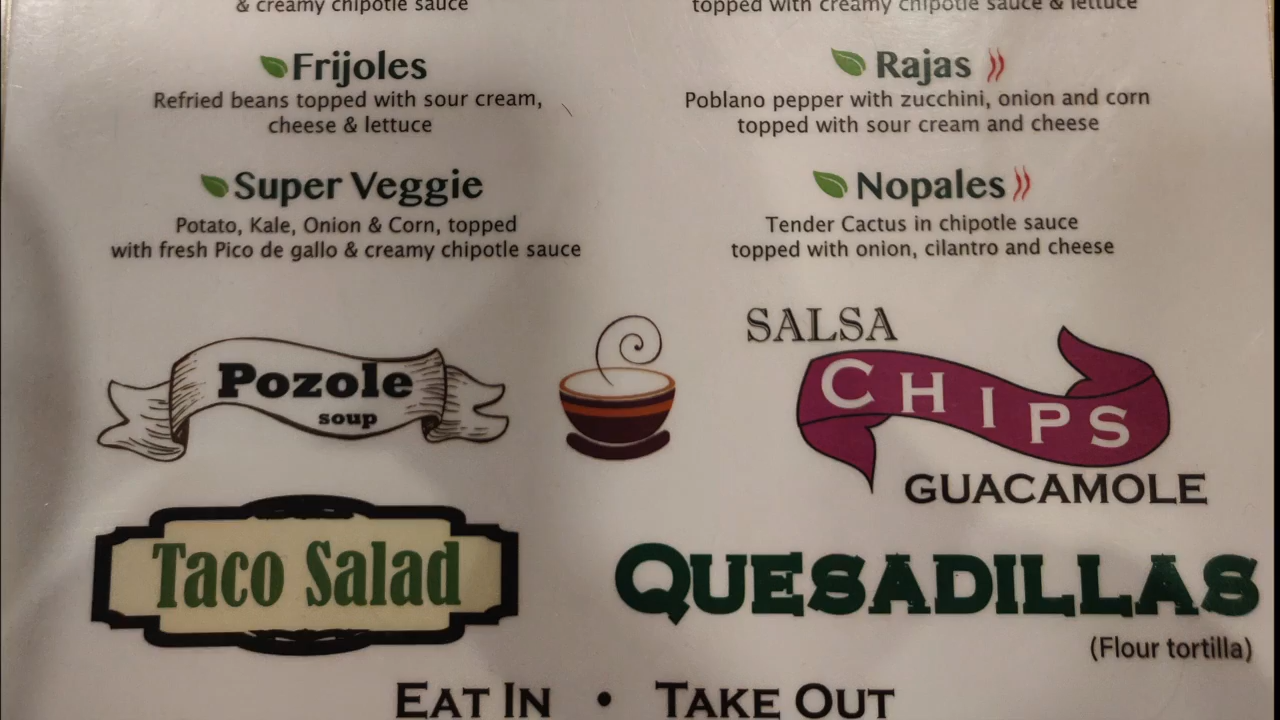 & creamy chipotle sauce
topped with creamy chipotle sauce & lettuce
Frijoles
Refried beans topped with sour cream,
cheese & lettuce
Rajas
Poblano pepper with zucchini, onion and corn
topped with sour cream and cheese
Super Veggie
Potato, Kale, Onion & Corn, topped
with fresh Pico de gallo & creamy chipotle sauce
Nopales
Tender Cactus in chipotle sauce
topped with onion, cilantro and cheese
Pozole
soup
SALSA
CHIPS
GUACAMOLE
Taco Salad
QUESADILLAS
(Flour tortilla)
EAT IN • TAKE OUT